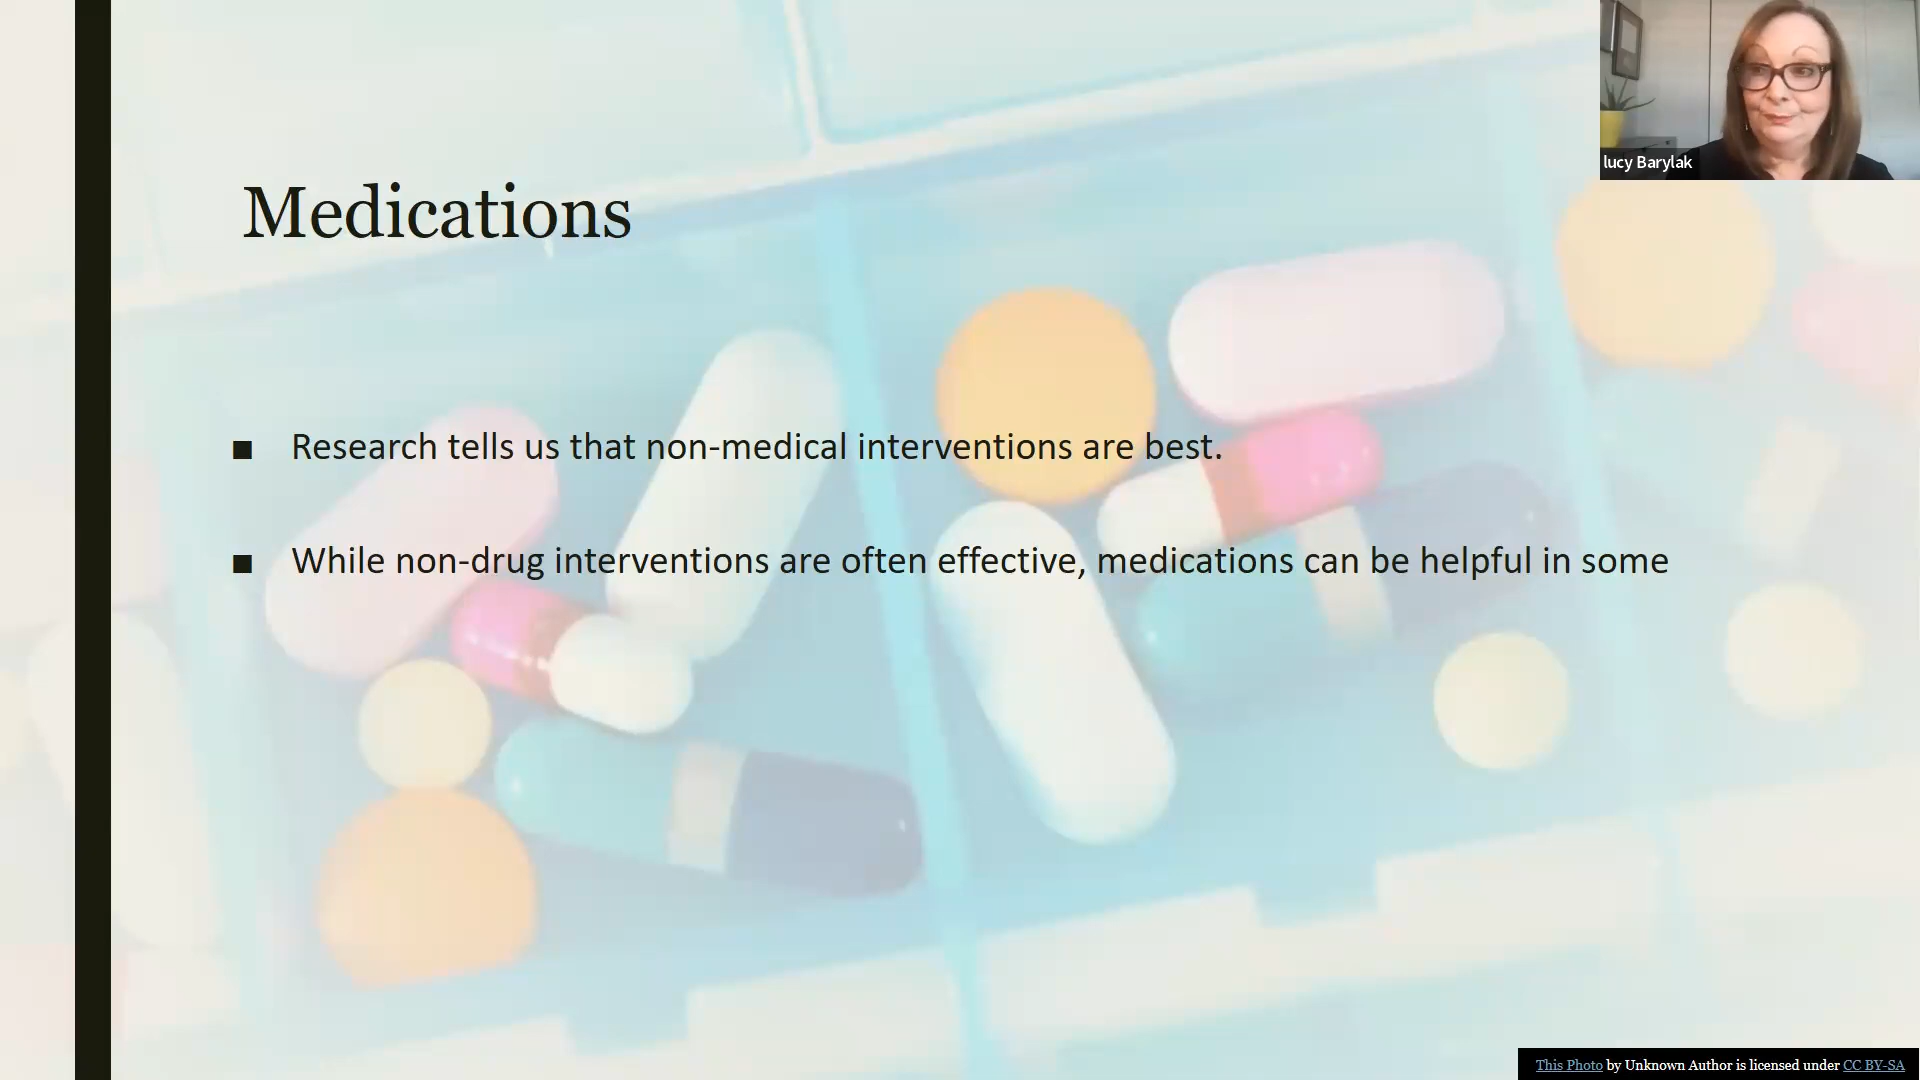 lucy Barylak
Medications
■ Research tells us that non-medical interventions are best.
■ While non-drug interventions are often effective, medications can be helpful in some
This Photo by Unknown Author is licensed under CC BY-SA